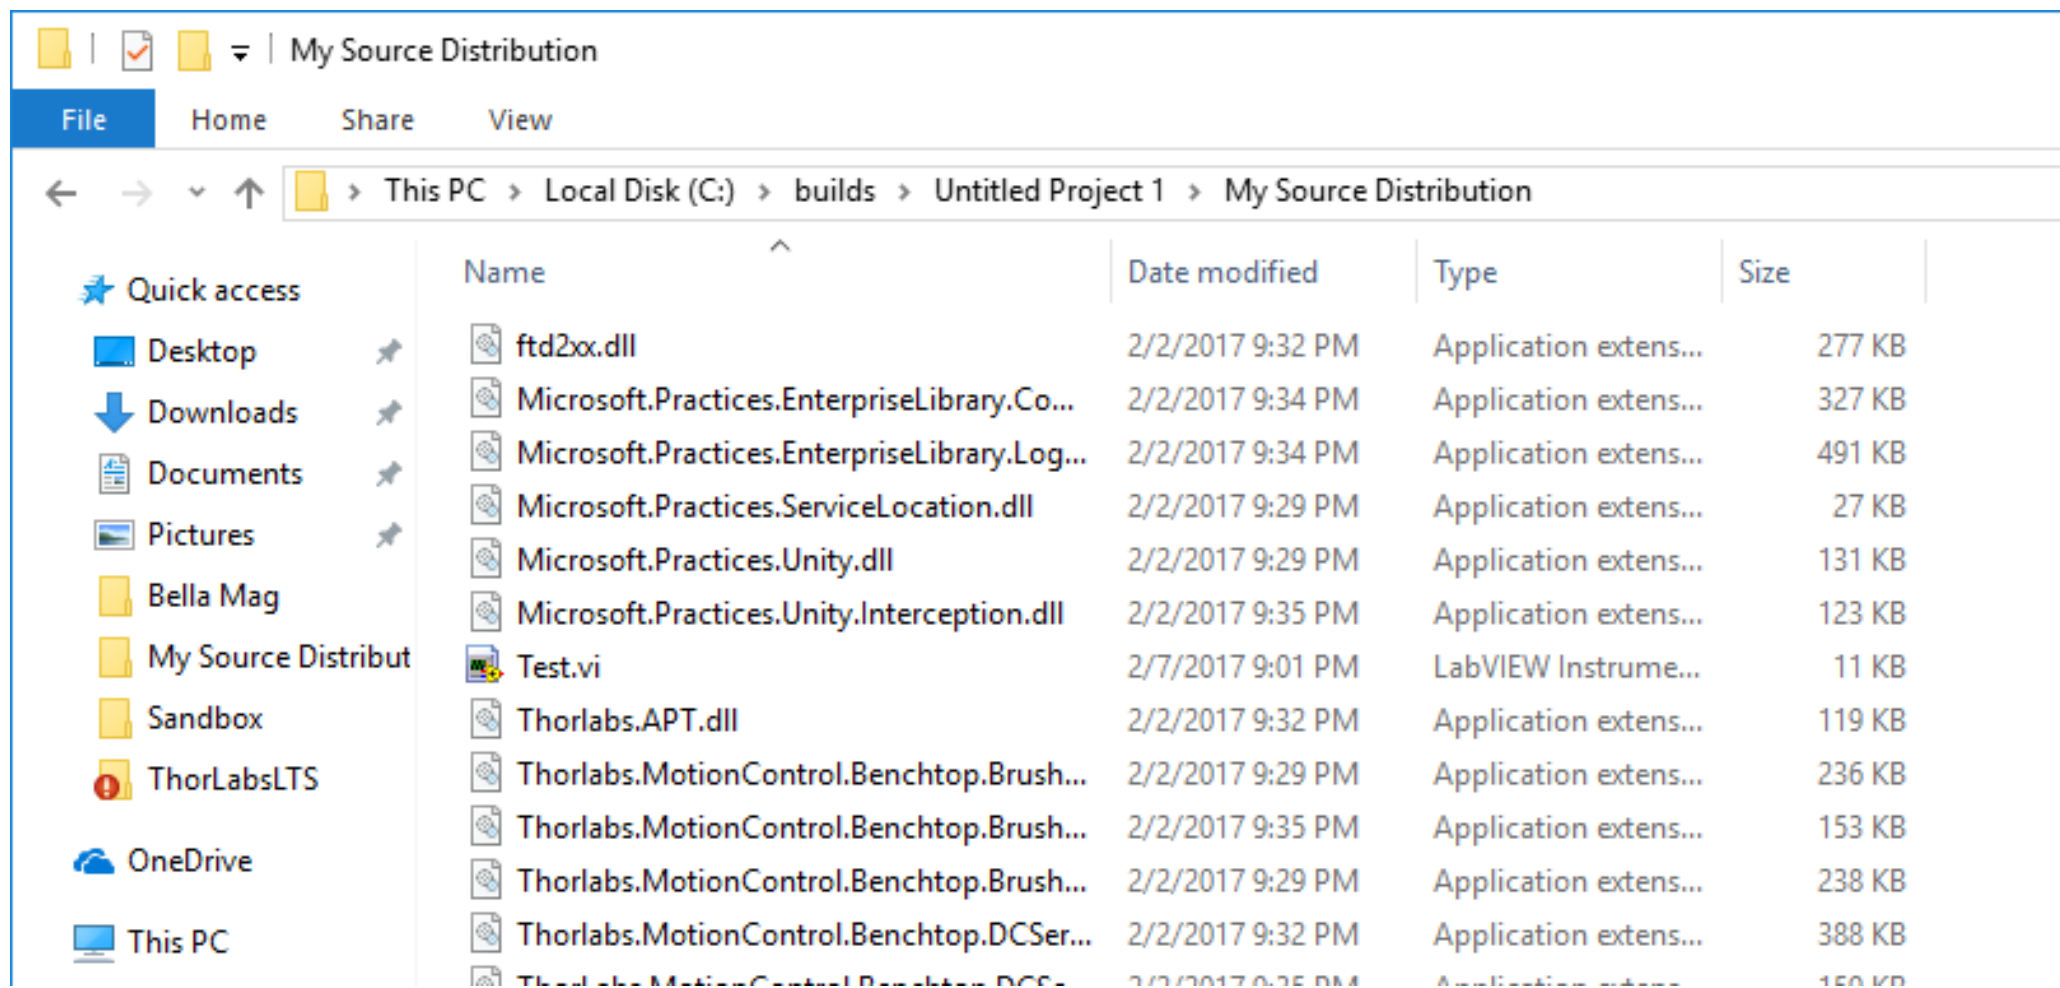 My Source Distribution
File Home Share View
This PC Local Disk (C:) builds Untitled Project 1 My Source Distribution
Name Date modified Type Size
Quick access
Desktop
Downloads
Documents
Pictures
Bella Mag
My Source Distribut
Sandbox
ThorLabsLTS
OneDrive
This PC
ftd2xx.dll 2/2/2017 9:32 PM Application extens... 277 KB
Microsoft.Practices.EnterpriseLibrary.Co... 2/2/2017 9:34 PM Application extens... 327 KB
Microsoft.Practices.EnterpriseLibrary.Log... 2/2/2017 9:34 PM Application extens... 491 KB
Microsoft.Practices.ServiceLocation.dll 2/2/2017 9:29 PM Application extens... 27 KB
Microsoft.Practices.Unity.dll 2/2/2017 9:29 PM Application extens... 131 KB
Microsoft.Practices.Unity.Interception.dll 2/2/2017 9:35 PM Application extens... 123 KB
Test.vi 2/7/2017 9:01 PM LabVIEW Instrume... 11 KB
Thorlabs.APT.dll 2/2/2017 9:32 PM Application extens... 119 KB
Thorlabs.MotionControl.Benchtop.Brush... 2/2/2017 9:29 PM Application extens... 236 KB
Thorlabs.MotionControl.Benchtop.Brush... 2/2/2017 9:35 PM Application extens... 153 KB
Thorlabs.MotionControl.Benchtop.Brush... 2/2/2017 9:29 PM Application extens... 238 KB
Thorlabs.MotionControl.Benchtop.DCSer... 2/2/2017 9:32 PM Application extens... 388 KB